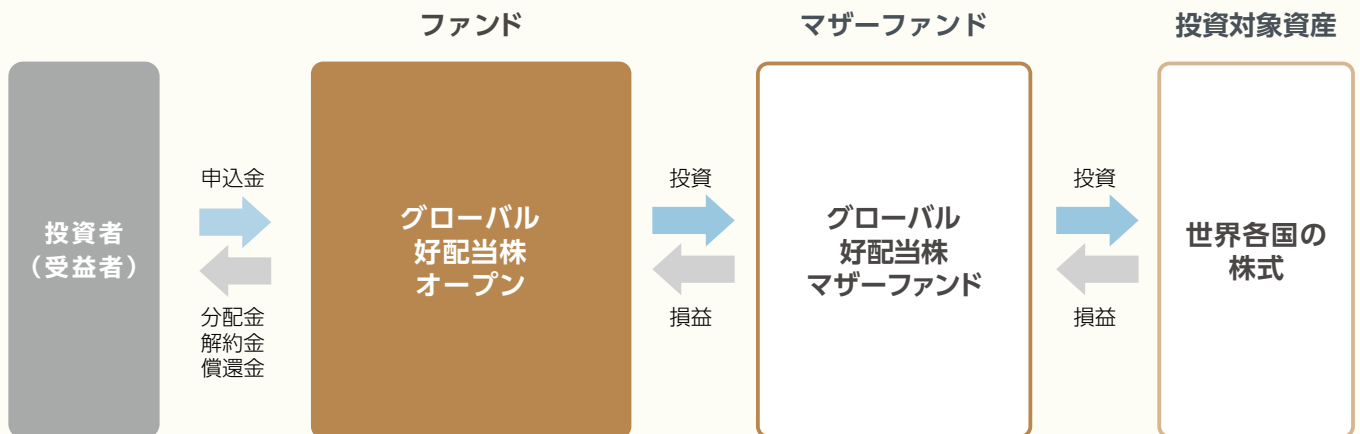 ファンド
マザーファンド
投資対象資産
投資者
（受益者）
申込金
分配金
解約金
償還金
グローバル
好配当株
オープン
投資
損益
グローバル
好配当株
マザーファンド
投資
損益
世界各国の
株式